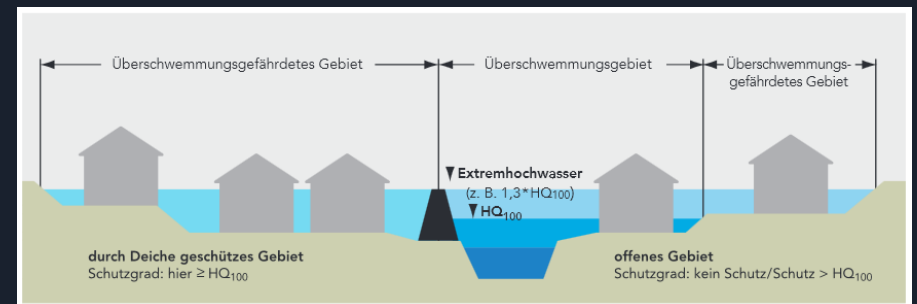 Überschwemmungsgefährdetes Gebiet
Überschwemmungsgebiet
Überschwemmungs-
gefährdetes Gebiet
Extremhochwasser
(z. B. 1,3*HQ100)
HQ100
durch Deiche geschützes Gebiet
Schutzgrad: hier ≥ HQ100
offenes Gebiet
Schutzgrad: kein Schutz/Schutz > HQ100